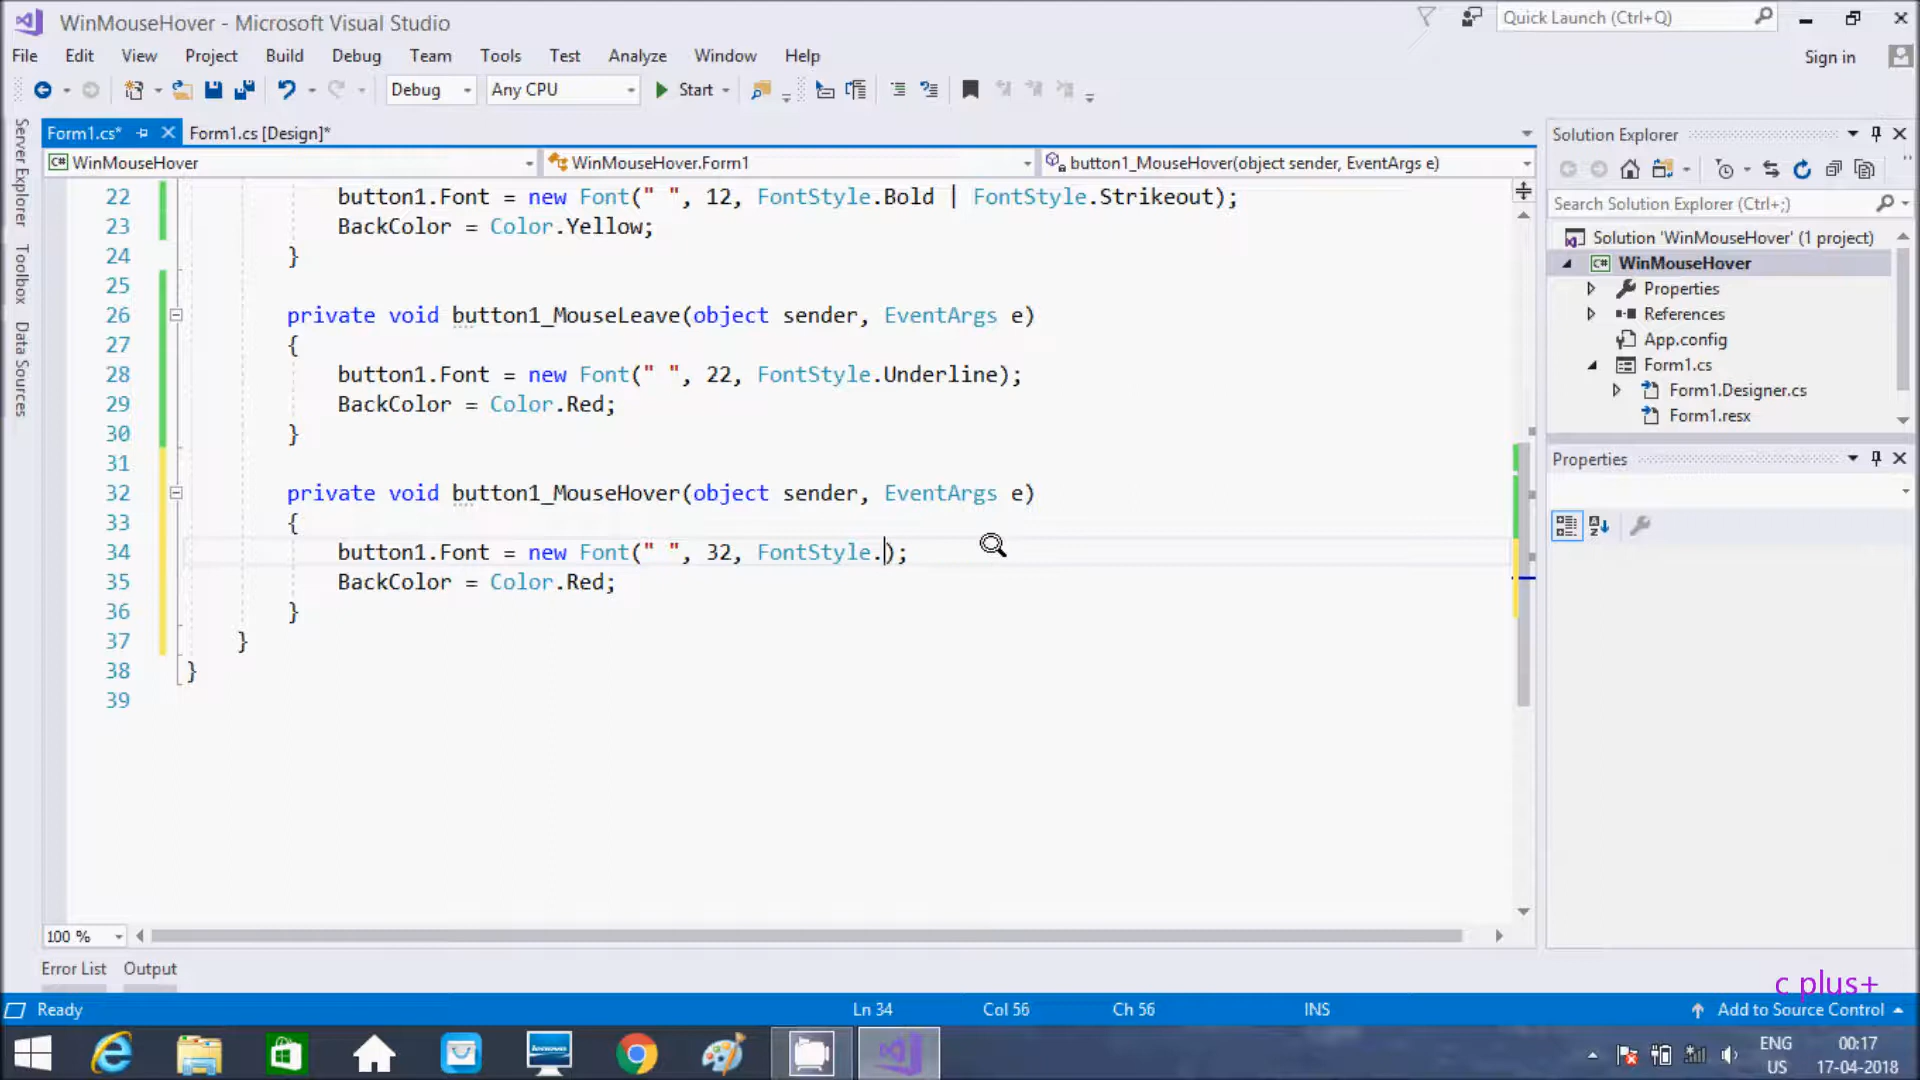 WinMouseHover - Microsoft Visual Studio
Quick Launch (Ctrl+Q)
File Edit View Project Build Debug Team Tools Test Analyze Window Help
Sign in
Debug Any CPU Start
Form1.cs* Form1.cs [Design]*
WinMouseHover WinMouseHover.Form1 button1_MouseHover(object sender, EventArgs e)
Server Explorer
Toolbox
Data Sources
22 button1.Font = new Font(" ", 12, FontStyle.Bold | FontStyle.Strikeout);
23 BackColor = Color.Yellow;
24 }
25
26 private void button1_MouseLeave(object sender, EventArgs e)
27 {
28 button1.Font = new Font(" ", 22, FontStyle.Underline);
29 BackColor = Color.Red;
30 }
31
32 private void button1_MouseHover(object sender, EventArgs e)
33 {
34 button1.Font = new Font(" ", 32, FontStyle.);
35 BackColor = Color.Red;
36 }
37 }
38 }
39
100 %
Error List Output
Solution Explorer
Search Solution Explorer (Ctrl+;)
Solution 'WinMouseHover' (1 project)
C# WinMouseHover
Properties
References
App.config
Form1.cs
Form1.Designer.cs
Form1.resx
Properties
c plus+
Ready Ln 34 Col 56 Ch 56 INS Add to Source Control
ENG 00:17
US 17-04-2018